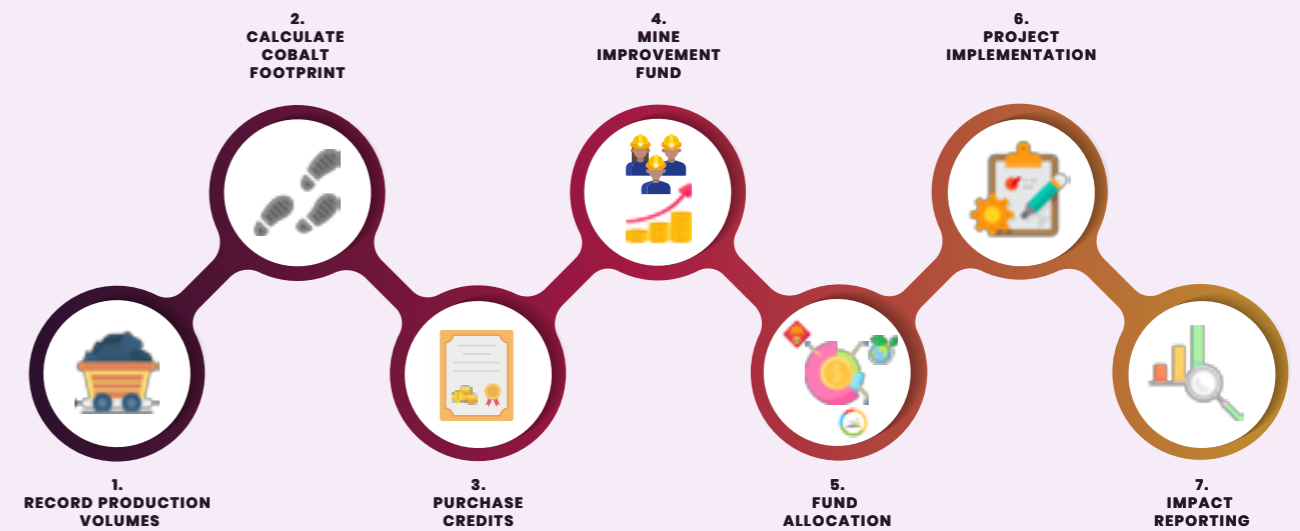 1.
RECORD PRODUCTION
VOLUMES
2.
CALCULATE
COBALT
FOOTPRINT
3.
PURCHASE
CREDITS
4.
MINE
IMPROVEMENT
FUND
5.
FUND
ALLOCATION
6.
PROJECT
IMPLEMENTATION
7.
IMPACT
REPORTING